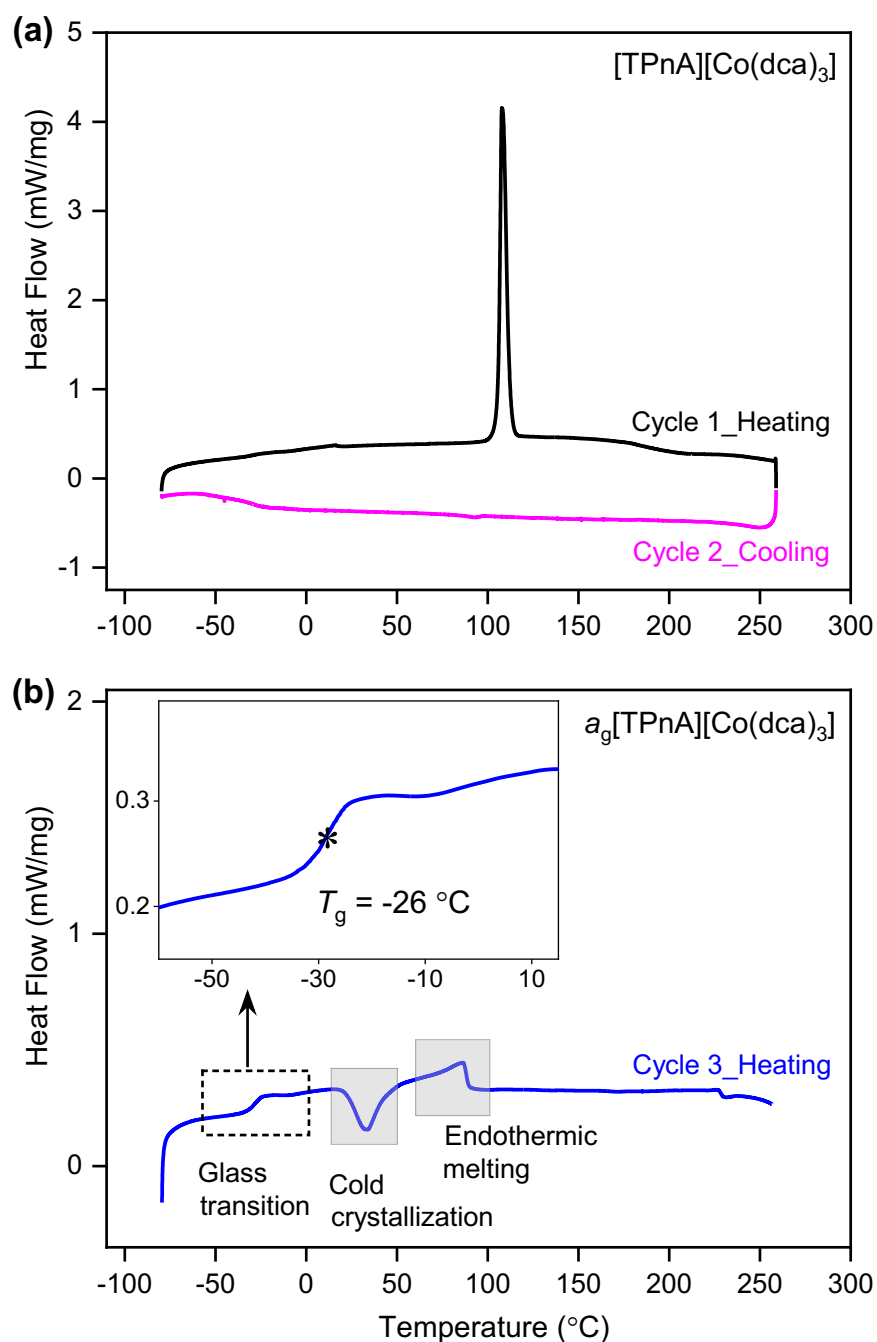 (a)
[TPnA][Co(dca)₃]
Heat Flow (mW/mg)
5
4
3
2
1
0
-1
Cycle 1_Heating
Cycle 2_Cooling
-100 -50 0 50 100 150 200 250 300
(b)
a_g[TPnA][Co(dca)₃]
Heat Flow (mW/mg)
2
1
0
0.3
0.2
*
T_g = -26 °C
-50 -30 -10 10
Cycle 3_Heating
Glass
transition
Cold
crystallization
Endothermic
melting
-100 -50 0 50 100 150 200 250 300
Temperature (°C)